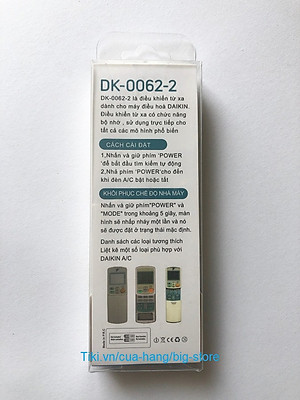 DK-0062-2
DK-0062-2 là điều khiển từ xa
dành cho máy điều hoà DAIKIN.
Điều khiển từ xa có chức năng
bộ nhớ , sử dụng trực tiếp cho
tất cả các mô hình phổ biến
CÁCH CÀI ĐẶT
1,Nhấn và giữ phím "POWER
để bắt đầu tìm kiếm tự động
2,Nhả phím "POWER"cho đến
khi đèn A/C bật hoặc tắt
KHÔI PHỤC CHẾ ĐỘ NHÀ MÁY
Nhấn và giữ phím"POWER" và
"MODE" trong khoảng 5 giây, màn
hình sẽ nhấp nháy một lần và nó
sẽ được đặt ở trạng thái mặc định.
Danh sách các loại tương thích
Liệt kê một số loại phù hợp với
DAIKIN A/C
Tiki.vn/cua-hang/big-store